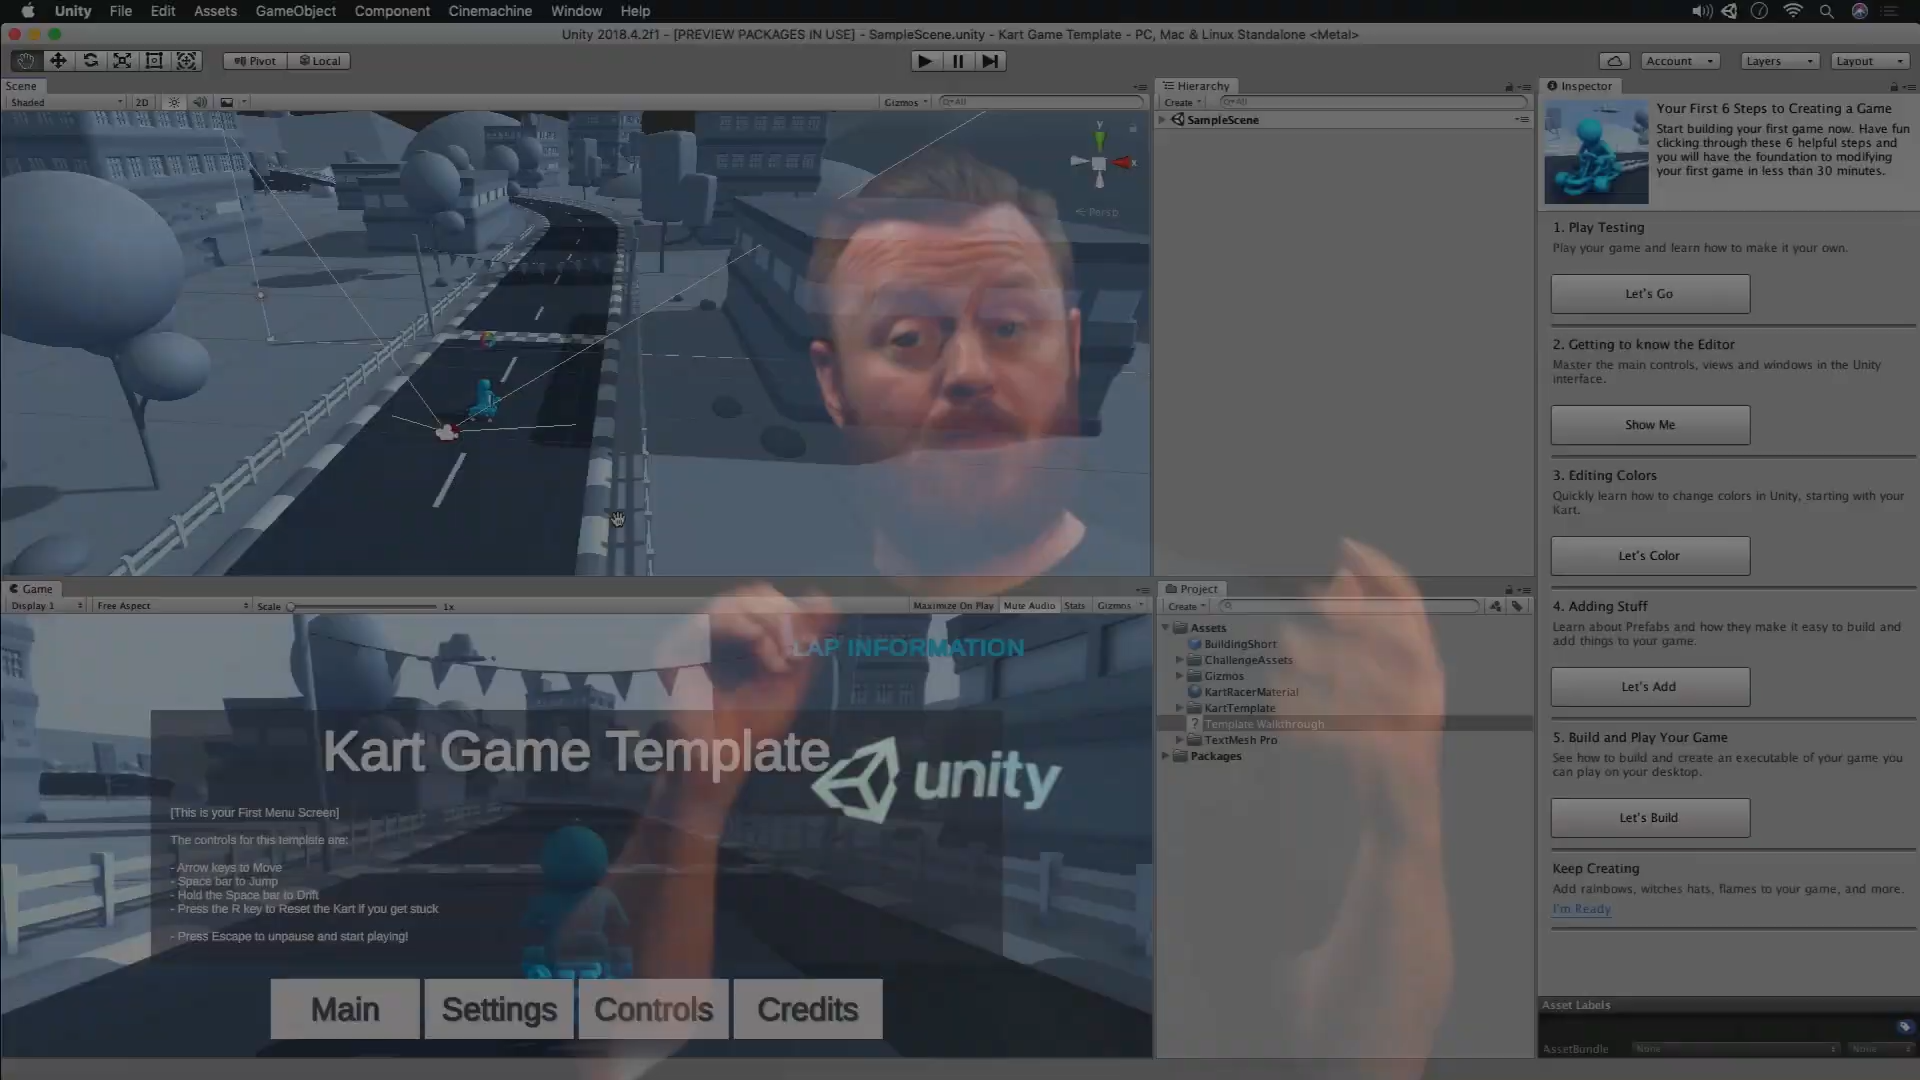 Unity File Edit Assets GameObject Component Cinemachine Window Help
Unity 2018.4.2f1 - [PREVIEW PACKAGES IN USE] - SampleScene.unity - Kart Game Template - PC, Mac & Linux Standalone <Metal>
Pivot Local
Account Layers Layout
Scene
Shaded 2D Gizmos All
y
x
Persp
Hierarchy
Create All
SampleScene
Inspector
Your First 6 Steps to Creating a Game
Start building your first game now. Have fun
clicking through these 6 helpful steps and
you will have the foundation to modifying
your first game in less than 30 minutes.
1. Play Testing
Play your game and learn how to make it your own.
Let's Go
2. Getting to know the Editor
Master the main controls, views and windows in the Unity
interface.
Show Me
3. Editing Colors
Quickly learn how to change colors in Unity, starting with your
Kart.
Let's Color
4. Adding Stuff
Learn about Prefabs and how they make it easy to build and
add things to your game.
Let's Add
5. Build and Play Your Game
See how to build and create an executable of your game you
can play on your desktop.
Let's Build
Keep Creating
Add rainbows, witches hats, flames to your game, and more.
I'm Ready
Asset Labels
AssetBundle None None
Game
Display 1 Free Aspect Scale 1x Maximize On Play Mute Audio Stats Gizmos
LAP INFORMATION
Kart Game Template
unity
[This is your First Menu Screen]
The controls for this template are:
- Arrow keys to Move
- Space bar to Jump
- Hold the Space bar to Drift
- Press the R key to Reset the Kart if you get stuck
- Press Escape to unpause and start playing!
Main Settings Controls Credits
Project
Create
Assets
BuildingShort
ChallengeAssets
Gizmos
KartRacerMaterial
KartTemplate
Template Walkthrough
TextMesh Pro
Packages